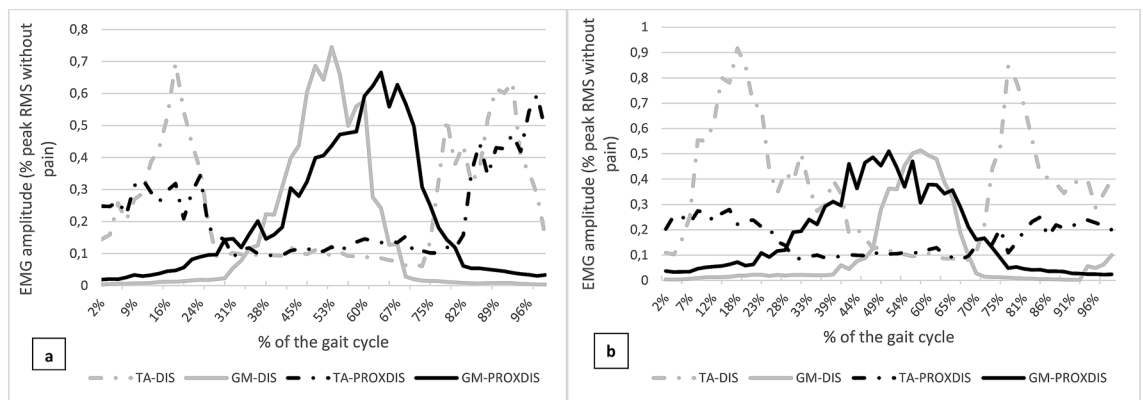 EMG amplitude (% peak RMS without pain)
0,8
0,7
0,6
0,5
0,4
0,3
0,2
0,1
0
2% 9% 16% 24% 31% 38% 45% 53% 60% 67% 75% 82% 89% 96%
% of the gait cycle
a
TA-DIS GM-DIS TA-PROXDIS GM-PROXDIS
EMG amplitude (% peak RMS without pain)
1
0,9
0,8
0,7
0,6
0,5
0,4
0,3
0,2
0,1
0
2% 7% 12% 18% 23% 28% 33% 39% 44% 49% 55% 60% 65% 70% 75% 81% 86% 91% 96%
% of the gait cycle
b
TA-DIS GM-DIS TA-PROXDIS GM-PROXDIS